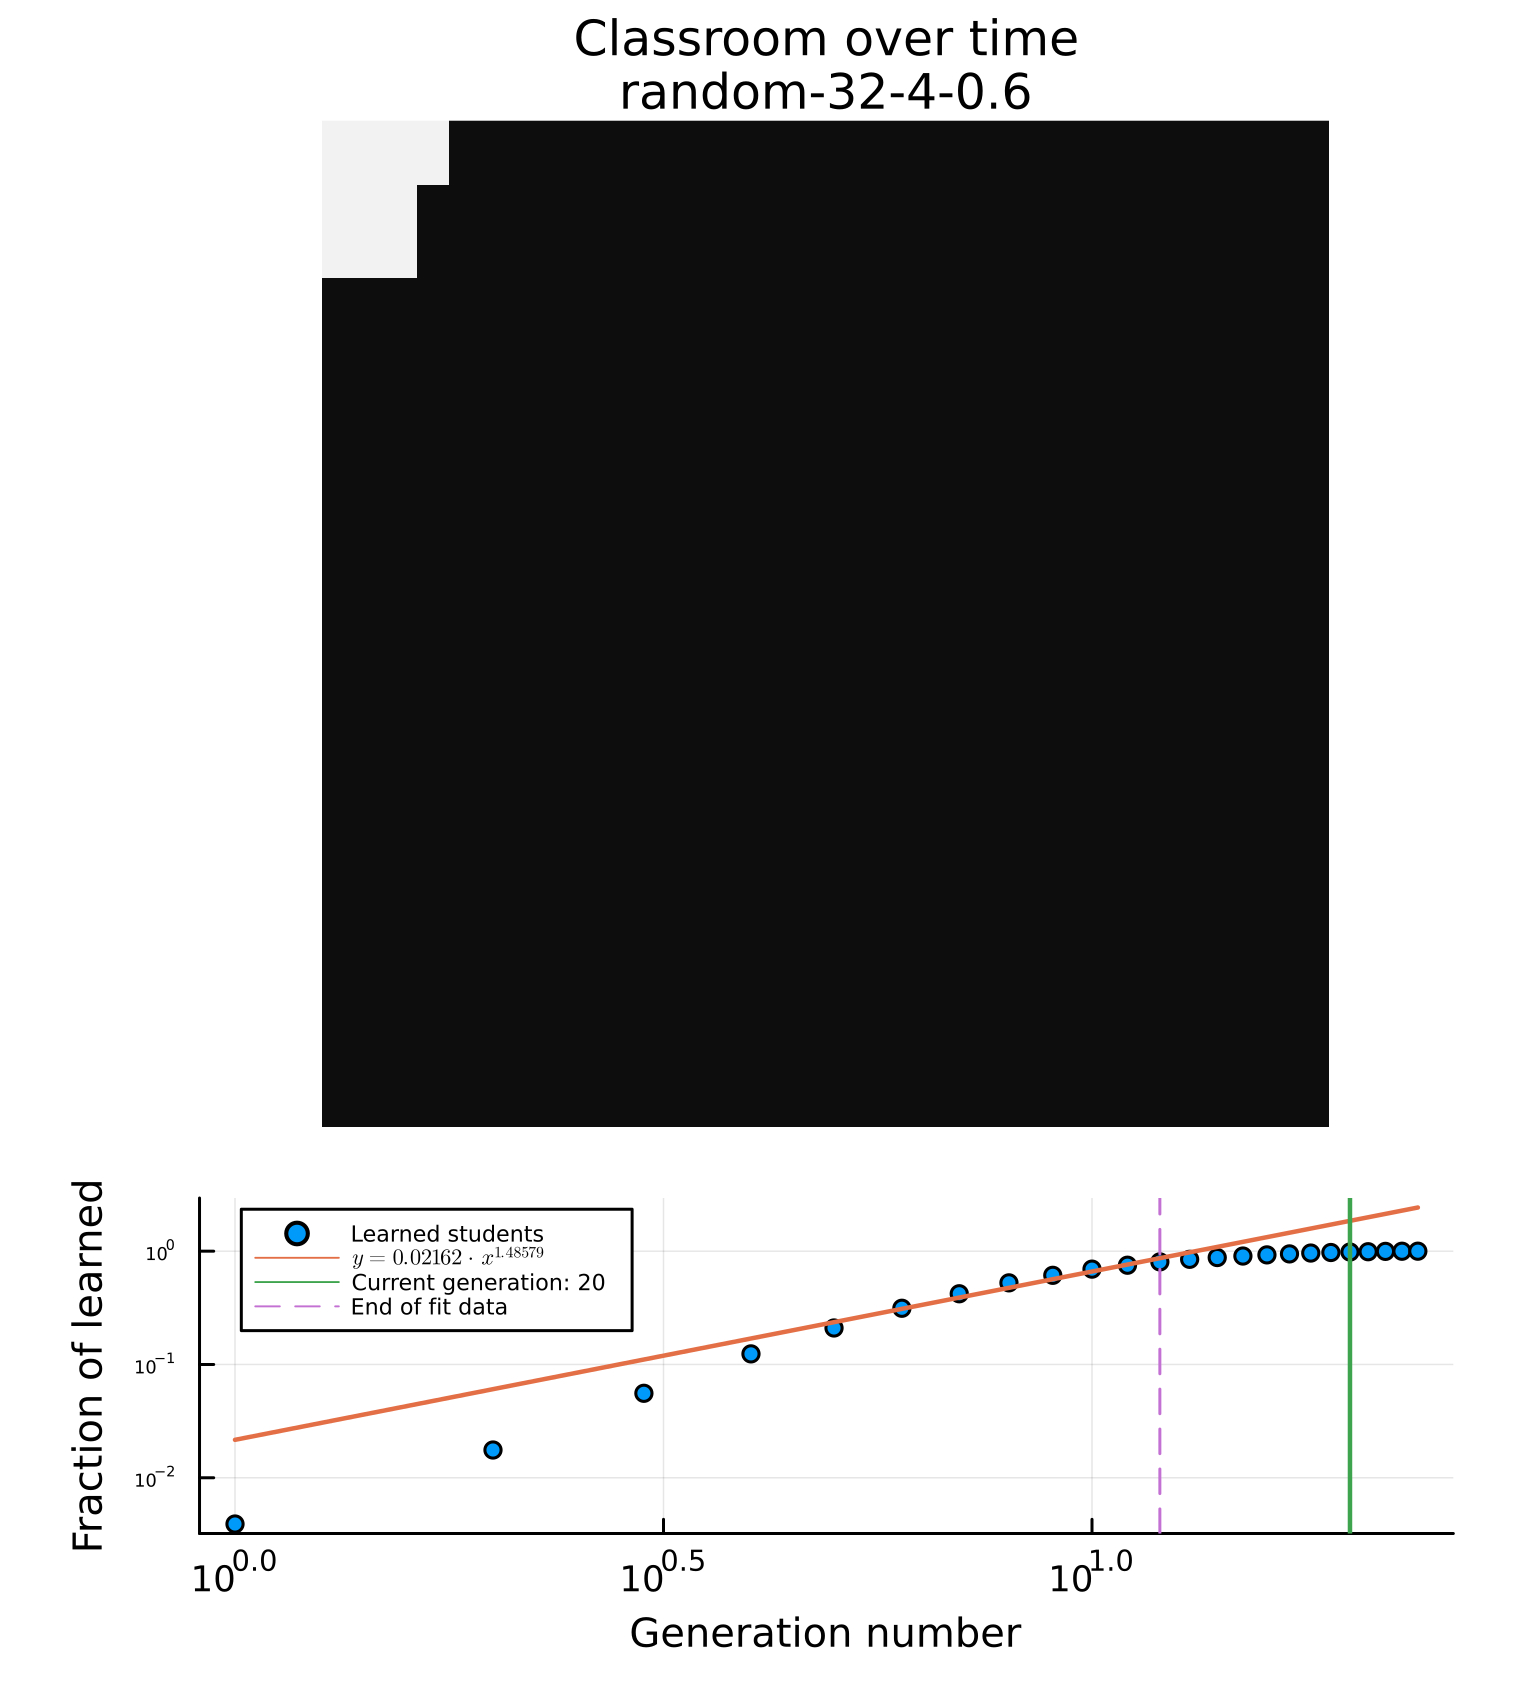 Classroom over time
random-32-4-0.6
Fraction of learned
10⁰
10⁻¹
10⁻²
Learned students
y = 0.02162 · x^1.48579
Current generation: 20
End of fit data
10^0.0
10^0.5
10^1.0
Generation number